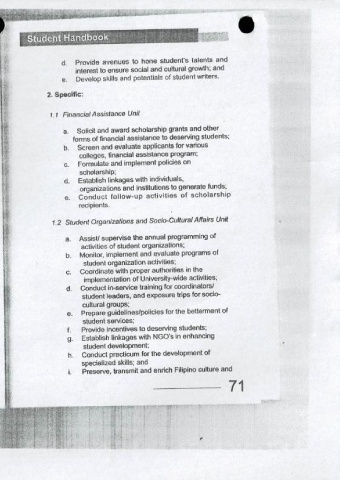 Student Handbook
d. Provide avenues to hone student's talents and
interest to ensure social and cultural growth; and
e. Develop skills and potentials of student writers.
2. Specific:
1.1 Financial Assistance Unit
a. Solicit and award scholarship grants and other
forms of financial assistance to deserving students;
b. Screen and evaluate applicants for various
colleges, financial assistance program;
c. Formulate and implement policies on
scholarship;
d. Establish linkages with individuals,
organizations and institutions to generate funds;
e. Conduct follow-up activities of scholarship
recipients.
1.2 Student Organizations and Socio-Cultural Affairs Unit
a. Assist/ supervise the annual programming of
activities of student organizations;
b. Monitor, implement and evaluate programs of
student organization activities;
c. Coordinate with proper authorities in the
implementation of University-wide activities;
d. Conduct in-service training for coordinators/
student leaders, and exposure trips for socio-
cultural groups;
e. Prepare guidelines/policies for the betterment of
student services;
f. Provide incentives to deserving students;
g. Establish linkages with NGO's in enhancing
student development;
h. Conduct practicum for the development of
specialized skills; and
i. Preserve, transmit and enrich Filipino culture and
71